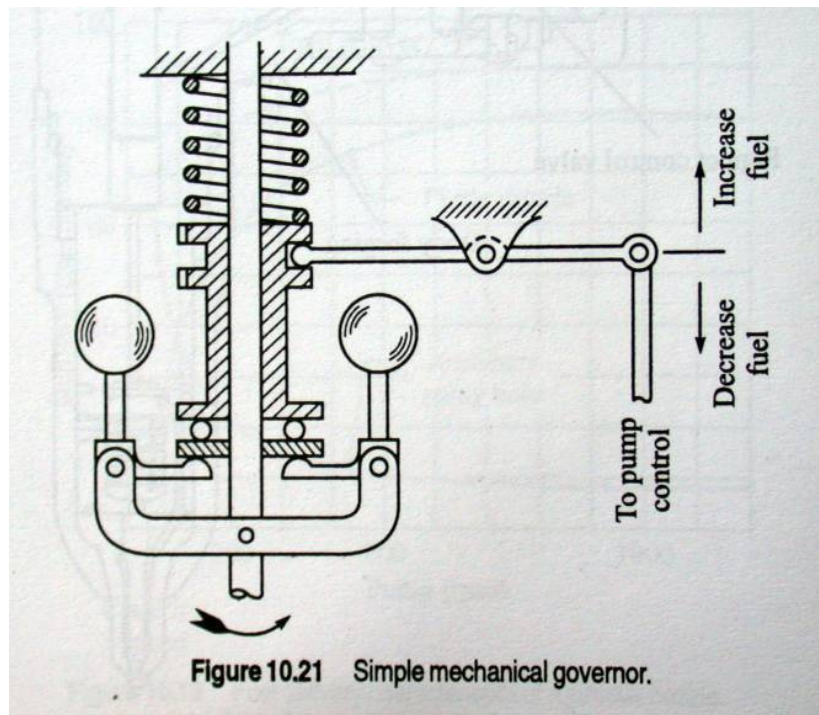 Increase
fuel
Decrease
fuel
To pump
control
Figure 10.21 Simple mechanical governor.